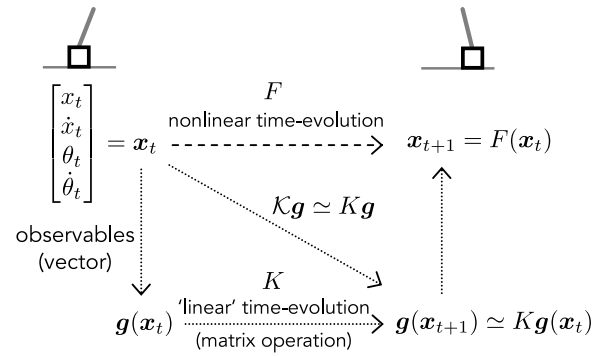 F
nonlinear time-evolution
[x_t
ẋ_t
θ_t
θ̇_t] = 𝒙_t
𝒙_{t+1} = F(𝒙_t)
𝒦𝒈 ≃ K𝒈
observables
(vector)
K
'linear' time-evolution
(matrix operation)
𝒈(𝒙_t)
𝒈(𝒙_{t+1}) ≃ K𝒈(𝒙_t)